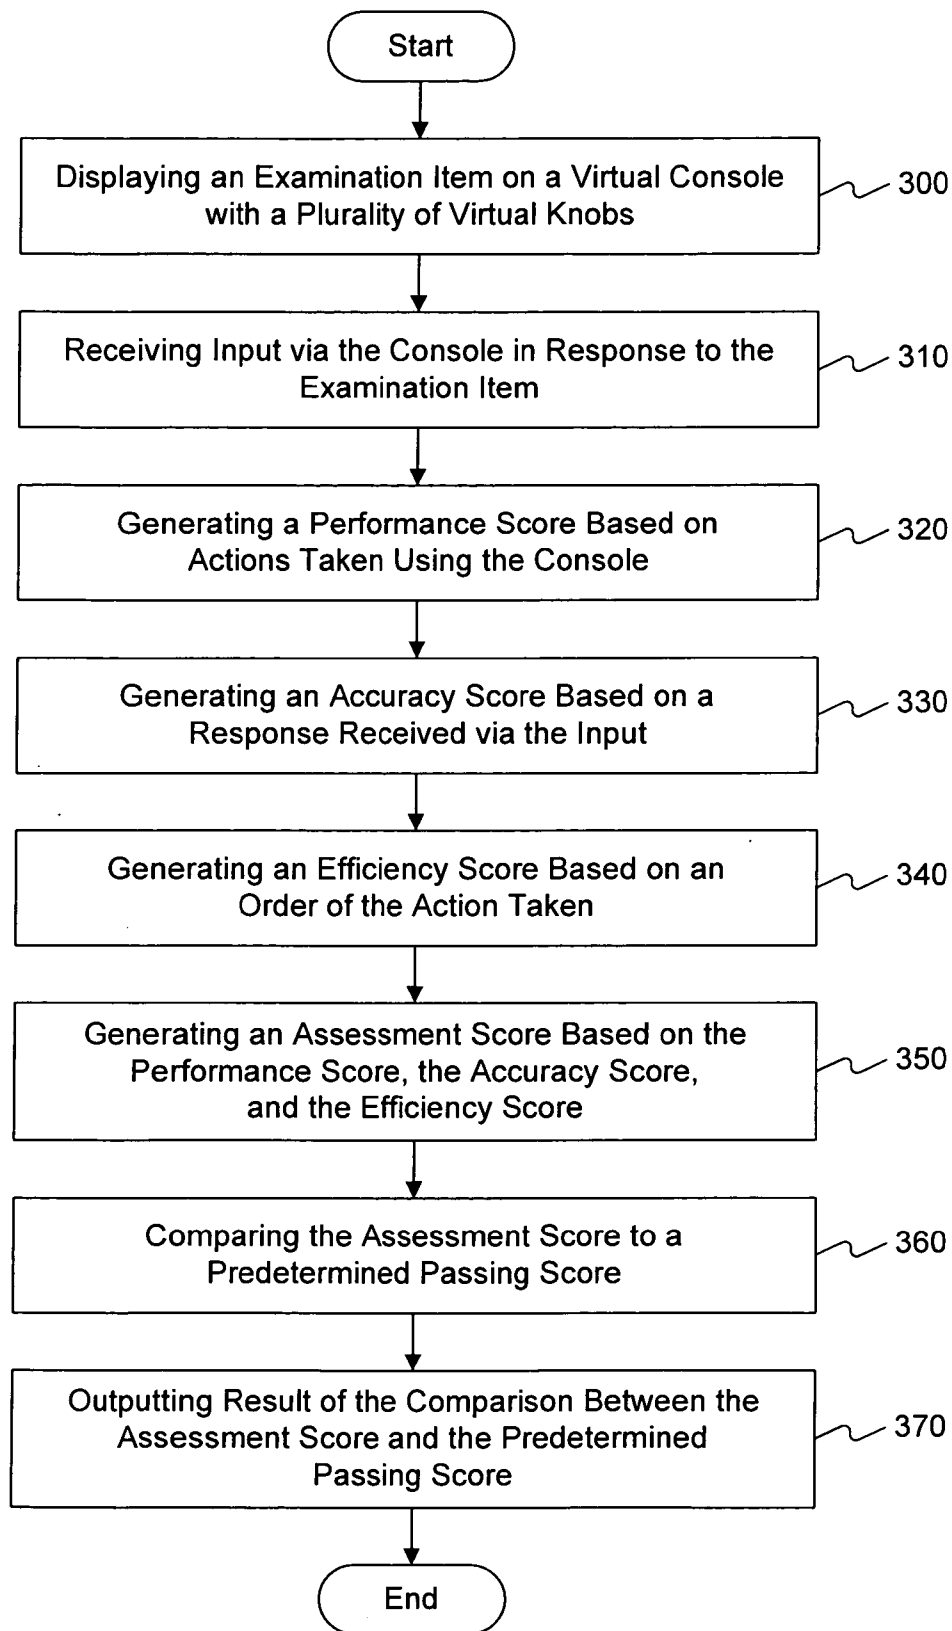 Start
Displaying an Examination Item on a Virtual Console
with a Plurality of Virtual Knobs
300
Receiving Input via the Console in Response to the
Examination Item
310
Generating a Performance Score Based on
Actions Taken Using the Console
320
Generating an Accuracy Score Based on a
Response Received via the Input
330
Generating an Efficiency Score Based on an
Order of the Action Taken
340
Generating an Assessment Score Based on the
Performance Score, the Accuracy Score,
and the Efficiency Score
350
Comparing the Assessment Score to a
Predetermined Passing Score
360
Outputting Result of the Comparison Between the
Assessment Score and the Predetermined
Passing Score
370
End